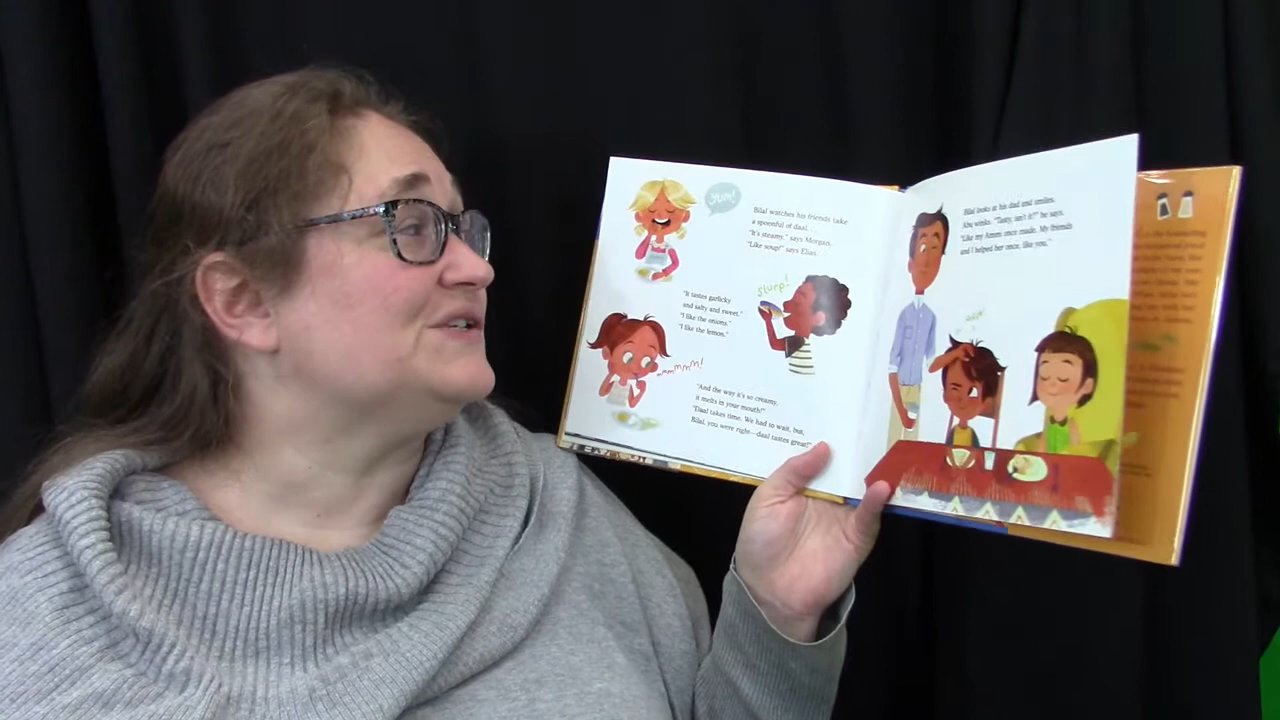 Yum!
Bilal watches his friends take
a spoonful of daal. . .
"It's steamy," says Morgan.
"Like soup!" says Elias.
slurp!
"It tastes garlicky
and salty and sweet."
"I like the onions."
"I like the lemon."
mmmmmm!
"And the way it's so creamy,
it melts in your mouth!"
"Daal takes time. We had to wait, but,
Bilal, you were right—daal tastes great!"
Bilal looks at his dad and smiles.
Abu winks. "Tasty, isn't it?" he says.
"Like my Ammi once made. My friends
and I helped her once, like you."